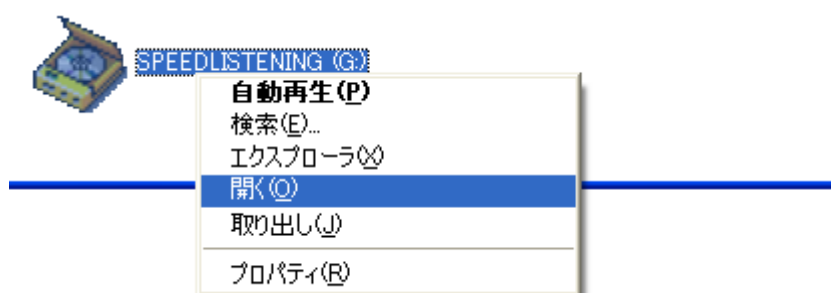 SPEEDLISTENING (G:)
自動再生(P)
検索(E)...
エクスプローラ(X)
開く(O)
取り出し(J)
プロパティ(R)